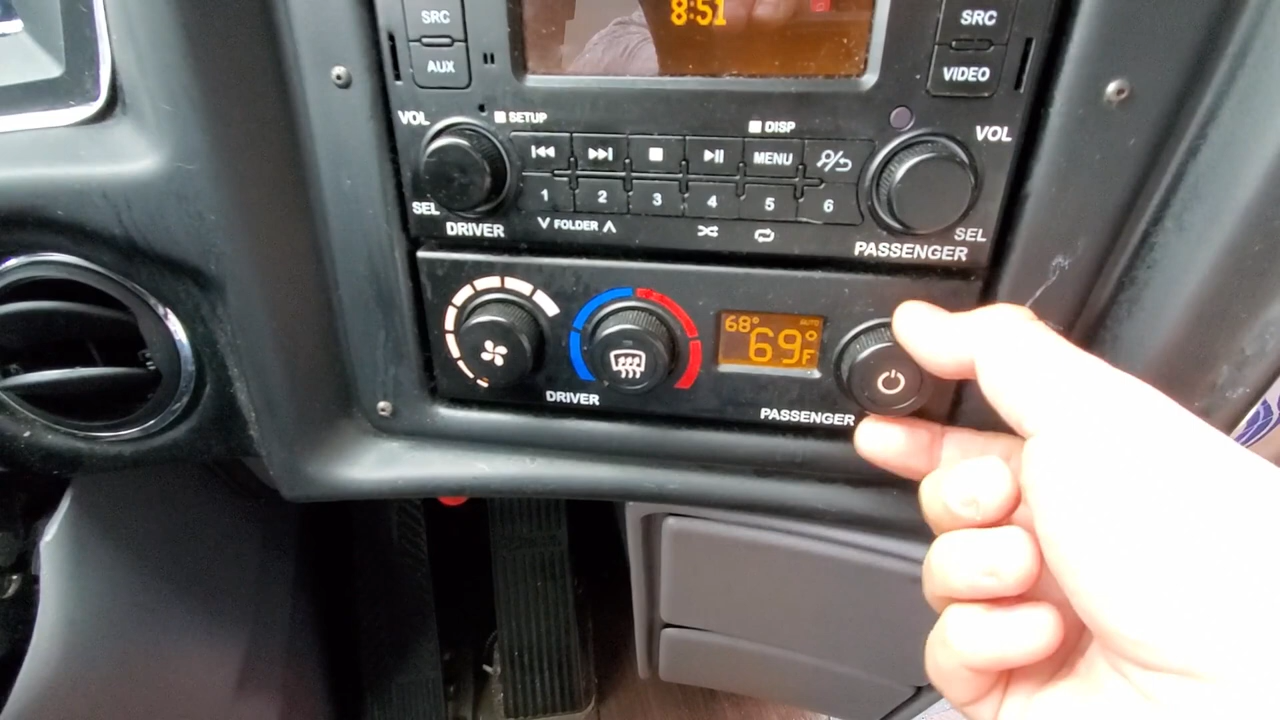 8:51
SRC
AUX
SRC
VIDEO
VOL
SETUP
DISP
VOL
MENU
1 2 3 4 5 6
SEL
FOLDER
DRIVER
SEL
PASSENGER
68° AUTO
69°F
DRIVER
PASSENGER